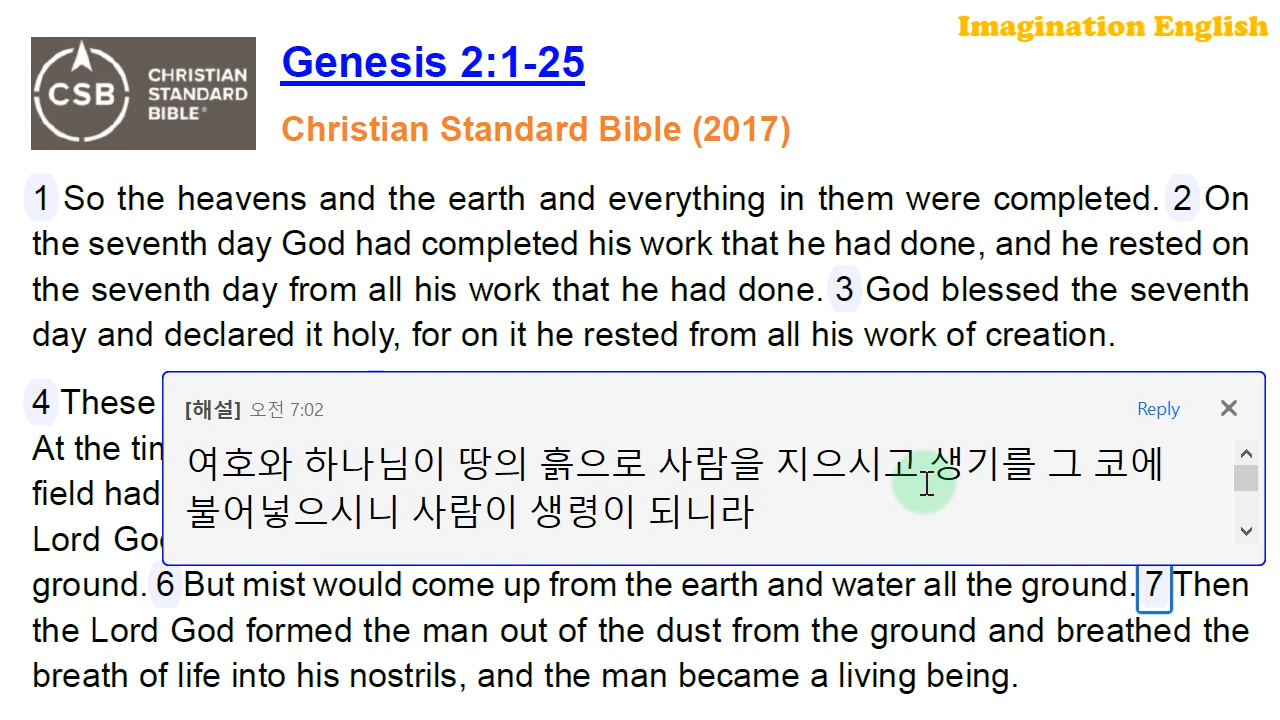 Imagination English
CSB
CHRISTIAN
STANDARD
BIBLE®
Genesis 2:1-25
Christian Standard Bible (2017)
1 So the heavens and the earth and everything in them were completed. 2 On
the seventh day God had completed his work that he had done, and he rested on
the seventh day from all his work that he had done. 3 God blessed the seventh
day and declared it holy, for on it he rested from all his work of creation.
4 These
At the
field had
Lord
[해설] 오전 7:02
Reply
여호와 하나님이 땅의 흙으로 사람을 지으시고 생기를 그 코에
불어넣으시니 사람이 생령이 되니라
ground. 6 But mist would come up from the earth and water all the ground. 7 Then
the Lord God formed the man out of the dust from the ground and breathed the
breath of life into his nostrils, and the man became a living being.